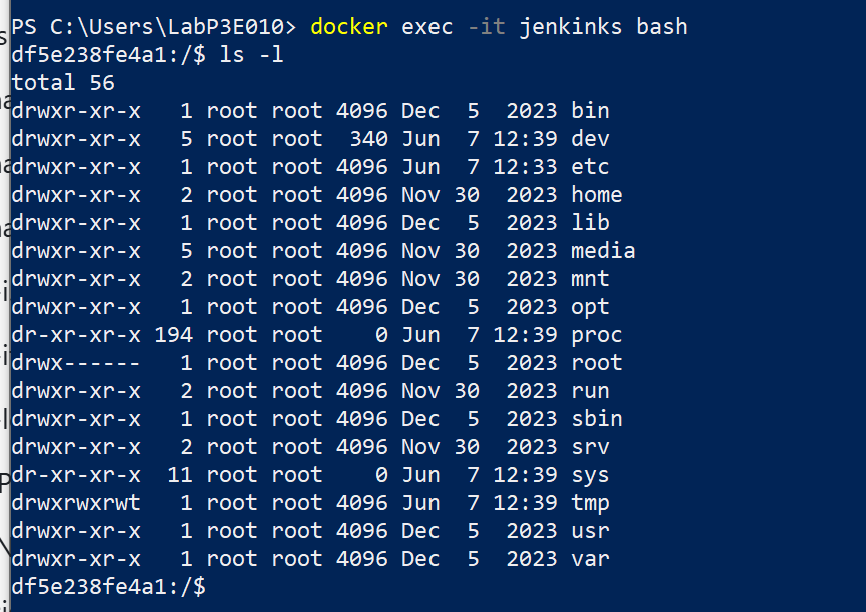 PS C:\Users\LabP3E010> docker exec -it jenkinks bash
df5e238fe4a1:/$ ls -l
total 56
drwxr-xr-x   1 root root 4096 Dec  5  2023 bin
drwxr-xr-x   5 root root  340 Jun  7 12:39 dev
drwxr-xr-x   1 root root 4096 Jun  7 12:33 etc
drwxr-xr-x   2 root root 4096 Nov 30  2023 home
drwxr-xr-x   1 root root 4096 Dec  5  2023 lib
drwxr-xr-x   5 root root 4096 Nov 30  2023 media
drwxr-xr-x   2 root root 4096 Nov 30  2023 mnt
drwxr-xr-x   1 root root 4096 Dec  5  2023 opt
dr-xr-xr-x 194 root root    0 Jun  7 12:39 proc
drwx------   1 root root 4096 Dec  5  2023 root
drwxr-xr-x   2 root root 4096 Nov 30  2023 run
drwxr-xr-x   1 root root 4096 Dec  5  2023 sbin
drwxr-xr-x   2 root root 4096 Nov 30  2023 srv
dr-xr-xr-x  11 root root    0 Jun  7 12:39 sys
drwxrwxrwt   1 root root 4096 Jun  7 12:39 tmp
drwxr-xr-x   1 root root 4096 Dec  5  2023 usr
drwxr-xr-x   1 root root 4096 Dec  5  2023 var
df5e238fe4a1:/$